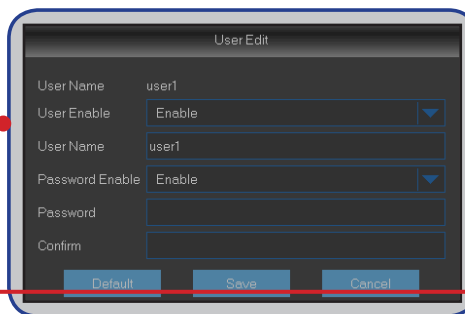 User Edit
User Name user1
User Enable Enable
User Name user1
Password Enable Enable
Password
Confirm
Default Save Cancel